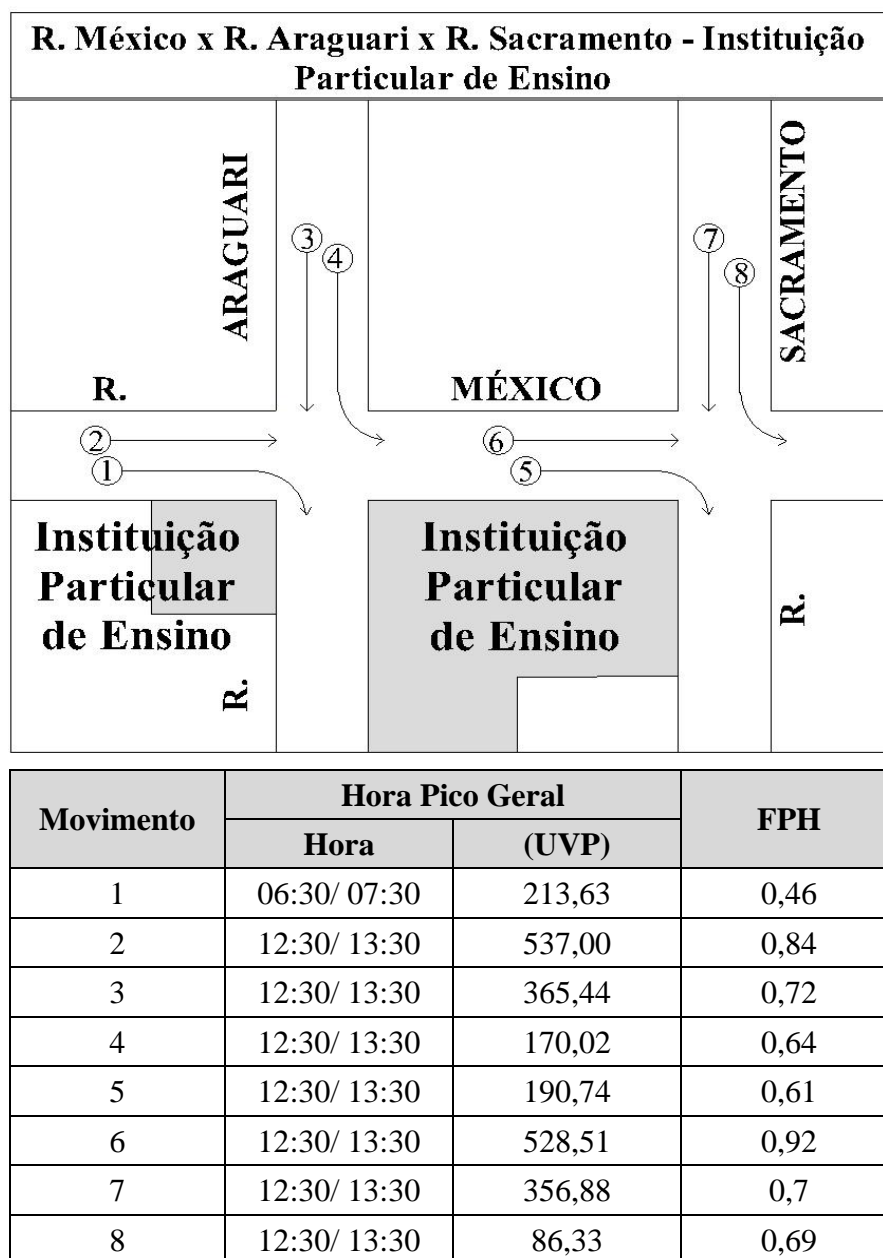 R. México x R. Araguari x R. Sacramento - Instituição
Particular de Ensino
ARAGUARI
SACRAMENTO
3
4
7
8
R.
MÉXICO
2
1
6
5
Instituição
Particular
de Ensino
Instituição
Particular
de Ensino
R.
R.
Movimento
Hora Pico Geral
FPH
Hora
(UVP)
1 06:30/ 07:30 213,63 0,46
2 12:30/ 13:30 537,00 0,84
3 12:30/ 13:30 365,44 0,72
4 12:30/ 13:30 170,02 0,64
5 12:30/ 13:30 190,74 0,61
6 12:30/ 13:30 528,51 0,92
7 12:30/ 13:30 356,88 0,7
8 12:30/ 13:30 86,33 0,69